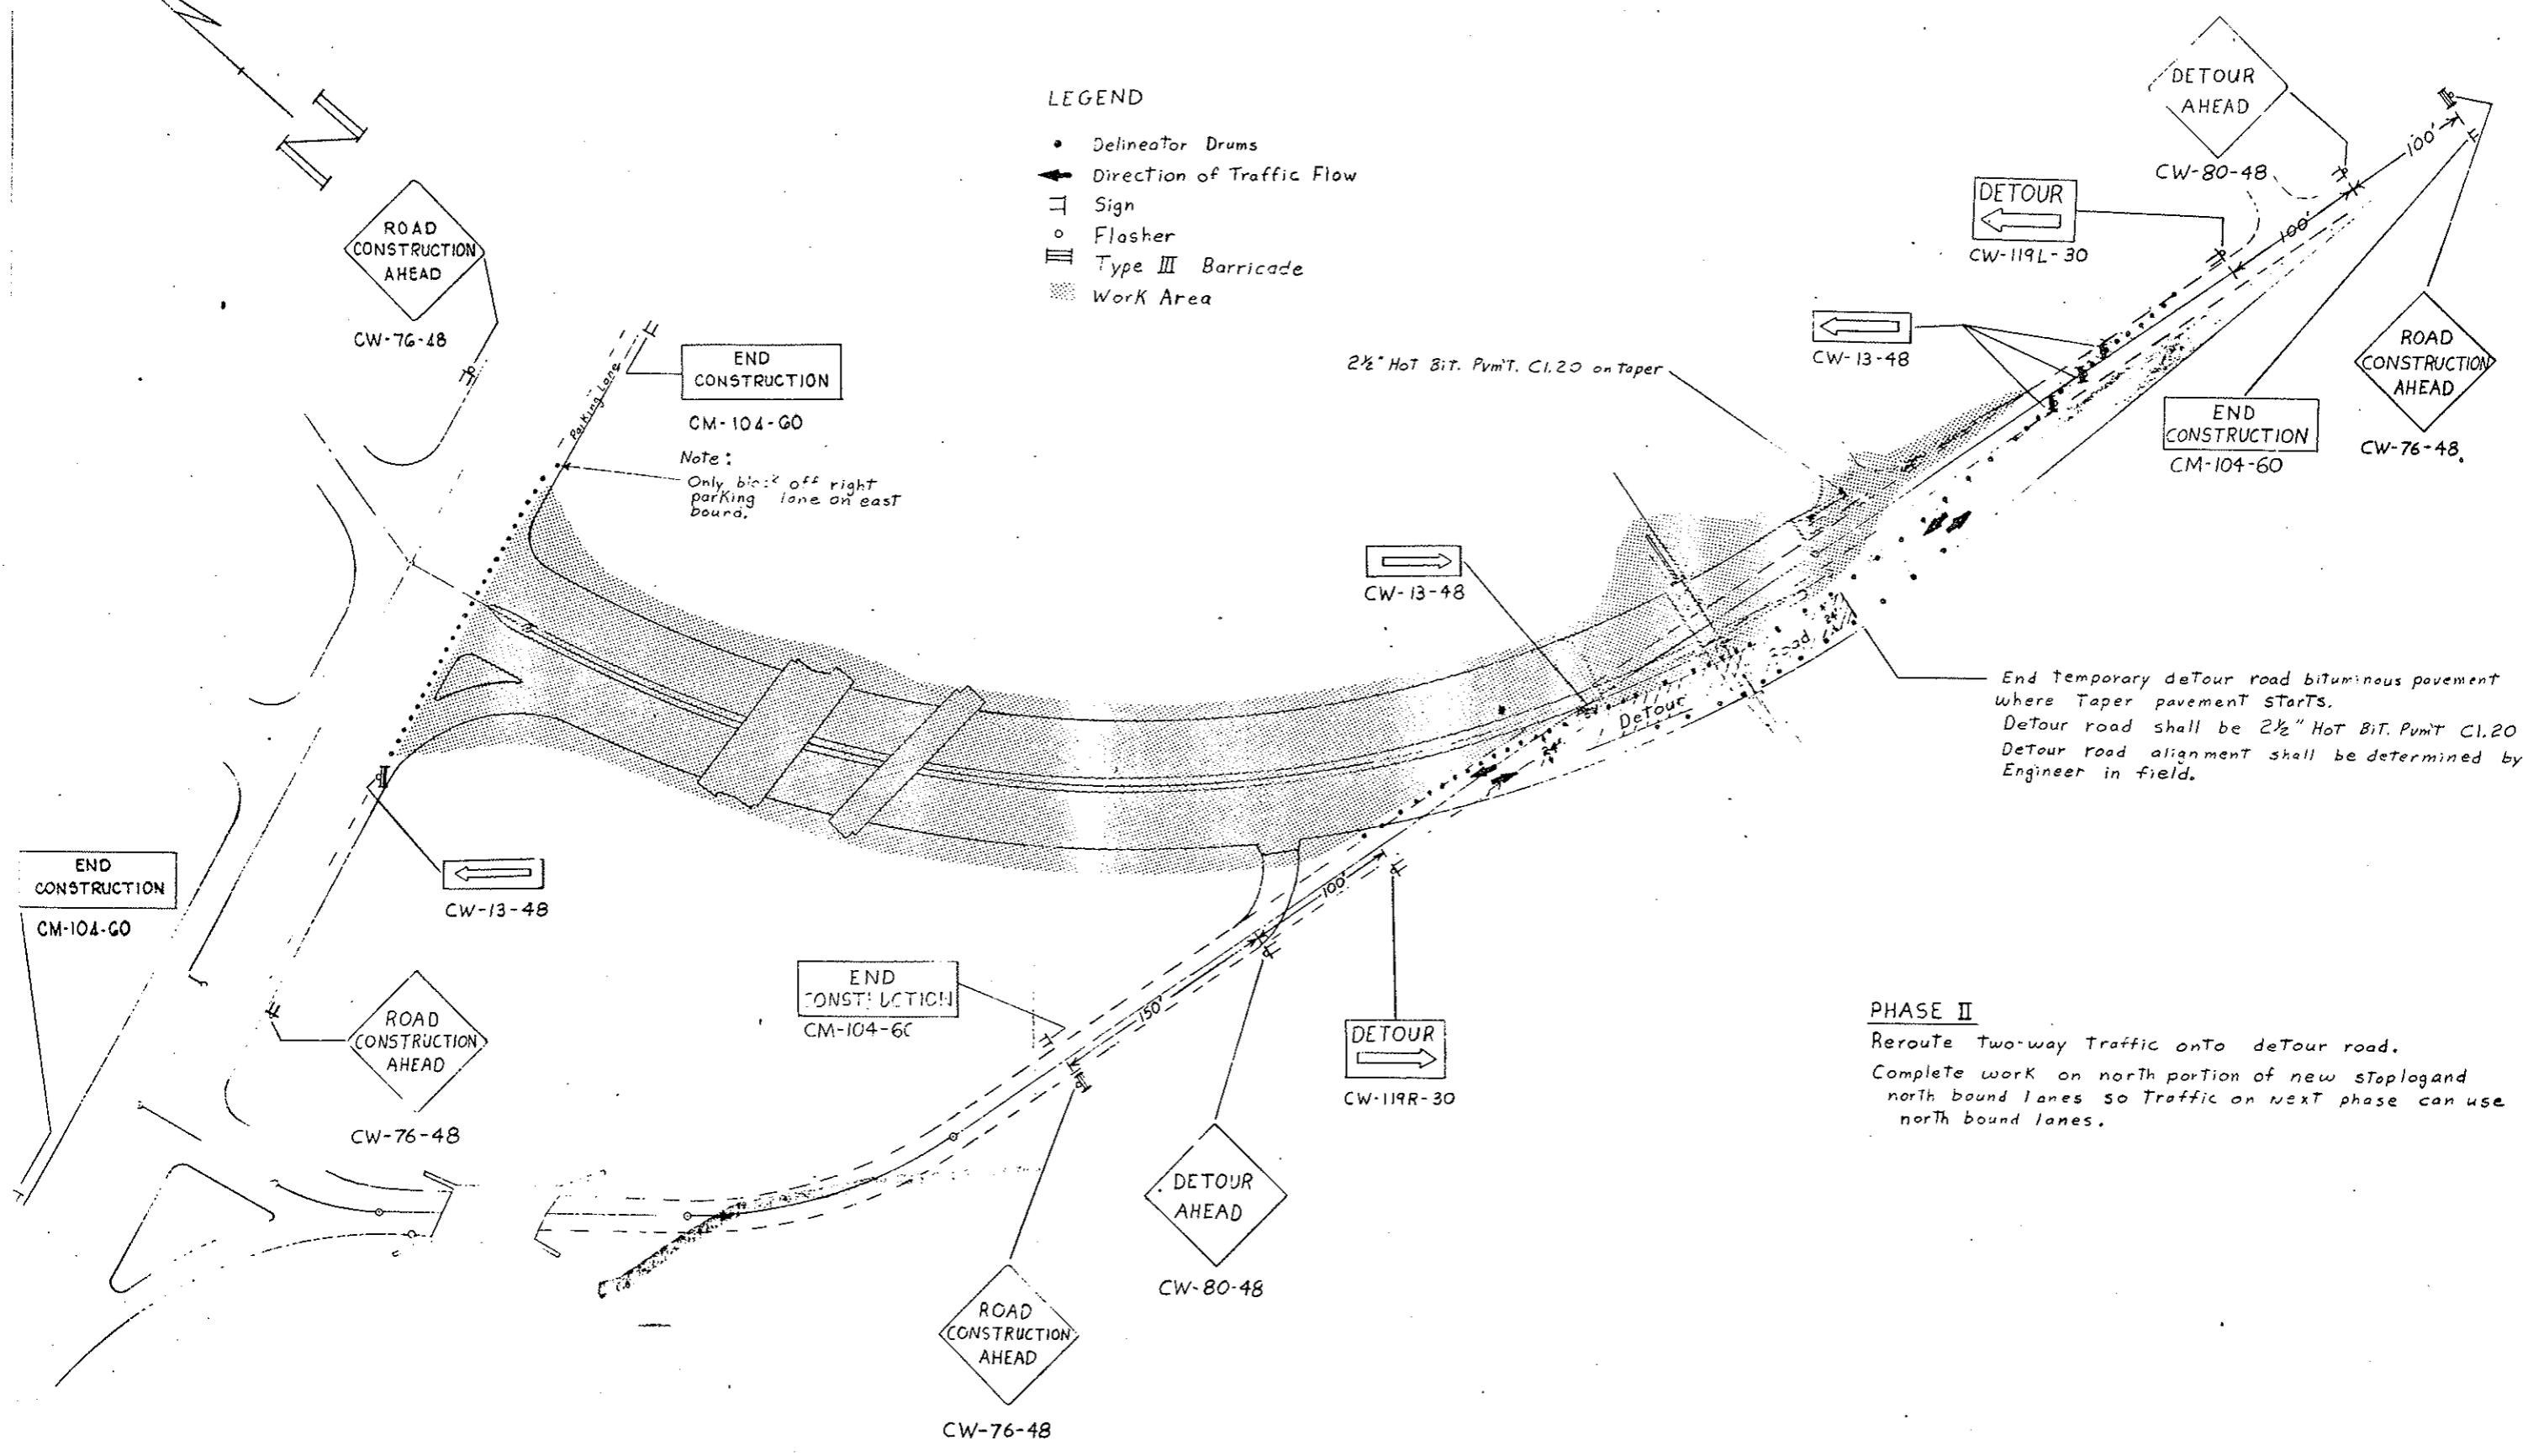 N
LEGEND
Delineator Drums
Direction of Traffic Flow
Sign
Flasher
Type III Barricade
Work Area
ROAD
CONSTRUCTION
AHEAD
CW-76-48
END
CONSTRUCTION
CM-104-60
Parking Lane
Note:
Only off right
parking lane on east
bound.
2½" Hot Bit. Pvm't. Cl.20 on taper
DETOUR
AHEAD
CW-80-48
100'
DETOUR
CW-119L-30
100'
CW-13-48
END
CONSTRUCTION
CM-104-60
ROAD
CONSTRUCTION
AHEAD
CW-76-48
CW-13-48
Detour
Road
24'
24'
End temporary detour road bituminous pavement
where Taper pavement starts.
Detour road shall be 2½" Hot Bit. Pvm't Cl.20
Detour road alignment shall be determined by
Engineer in field.
END
CONSTRUCTION
CM-104-60
CW-13-48
ROAD
CONSTRUCTION
AHEAD
CW-76-48
END
CM-104-60
100'
150'
DETOUR
CW-119R-30
DETOUR
AHEAD
CW-80-48
ROAD
CONSTRUCTION
AHEAD
CW-76-48
PHASE II
Reroute two-way traffic onto detour road.
Complete work on north portion of new stoplog and
north bound lanes so traffic on next phase can use
north bound lanes.